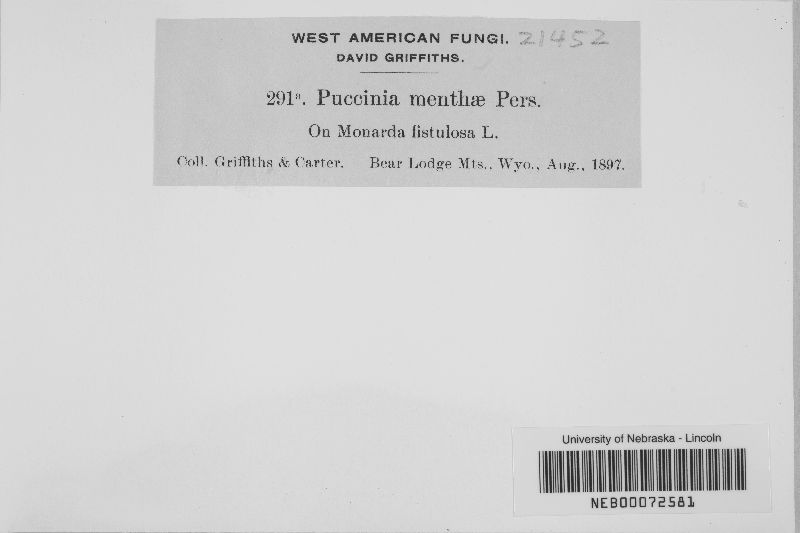 WEST AMERICAN FUNGI. 21452
DAVID GRIFFITHS.
291a. Puccinia menthæ Pers.
On Monarda fistulosa L.
Coll. Griffiths & Carter. Bear Lodge Mts., Wyo., Aug., 1897.
University of Nebraska - Lincoln
NEB00072581